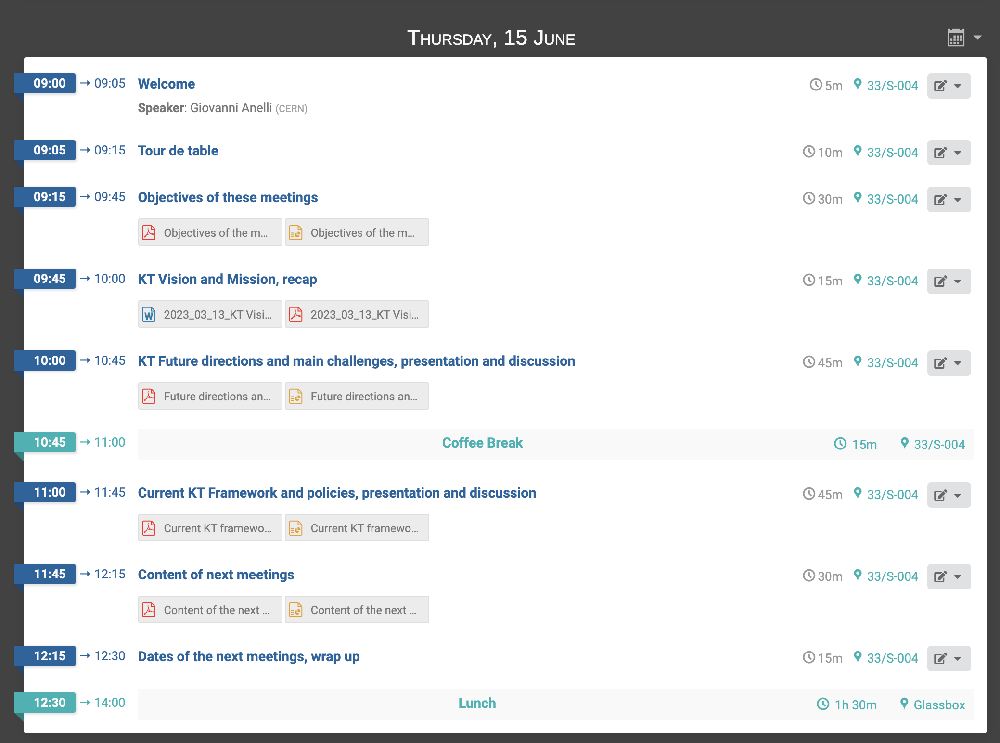 Thursday, 15 June
09:00 → 09:05 Welcome 5m 33/S-004
Speaker: Giovanni Anelli (CERN)
09:05 → 09:15 Tour de table 10m 33/S-004
09:15 → 09:45 Objectives of these meetings 30m 33/S-004
Objectives of the m... Objectives of the m...
09:45 → 10:00 KT Vision and Mission, recap 15m 33/S-004
2023_03_13_KT Visi... 2023_03_13_KT Visi...
10:00 → 10:45 KT Future directions and main challenges, presentation and discussion 45m 33/S-004
Future directions an... Future directions an...
10:45 → 11:00 Coffee Break 15m 33/S-004
11:00 → 11:45 Current KT Framework and policies, presentation and discussion 45m 33/S-004
Current KT framewo... Current KT framewo...
11:45 → 12:15 Content of next meetings 30m 33/S-004
Content of the next ... Content of the next ...
12:15 → 12:30 Dates of the next meetings, wrap up 15m 33/S-004
12:30 → 14:00 Lunch 1h 30m Glassbox